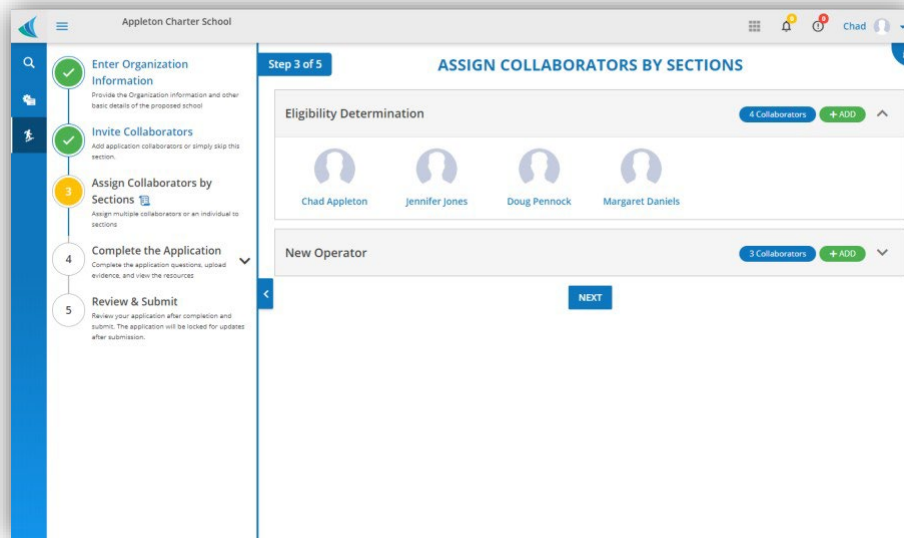 Appleton Charter School
0
0
Chad
Enter Organization
Information
Provide the Organization information and other
basic details of the proposed school
Invite Collaborators
Add application collaborators or simply skip this
section.
3
Assign Collaborators by
Sections
Assign multiple collaborators or an individual to
sections
4
Complete the Application
Complete the application questions, upload
evidence, and view the resources
5
Review & Submit
Review your application after completion and
submit. The application will be locked for updates
after submission.
Step 3 of 5
ASSIGN COLLABORATORS BY SECTIONS
Eligibility Determination
4 Collaborators
+ ADD
Chad Appleton
Jennifer Jones
Doug Pennock
Margaret Daniels
New Operator
3 Collaborators
+ ADD
NEXT